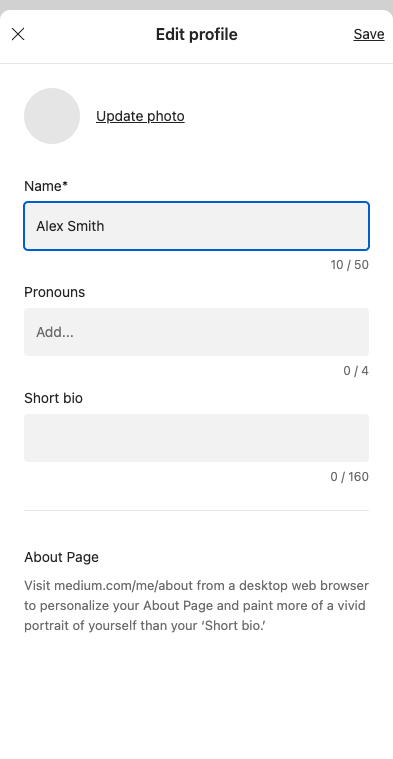 Edit profile
Save
Update photo
Name*
Alex Smith
10 / 50
Pronouns
Add...
0 / 4
Short bio
0 / 160
About Page
Visit medium.com/me/about from a desktop web browser
to personalize your About Page and paint more of a vivid
portrait of yourself than your ‘Short bio.’